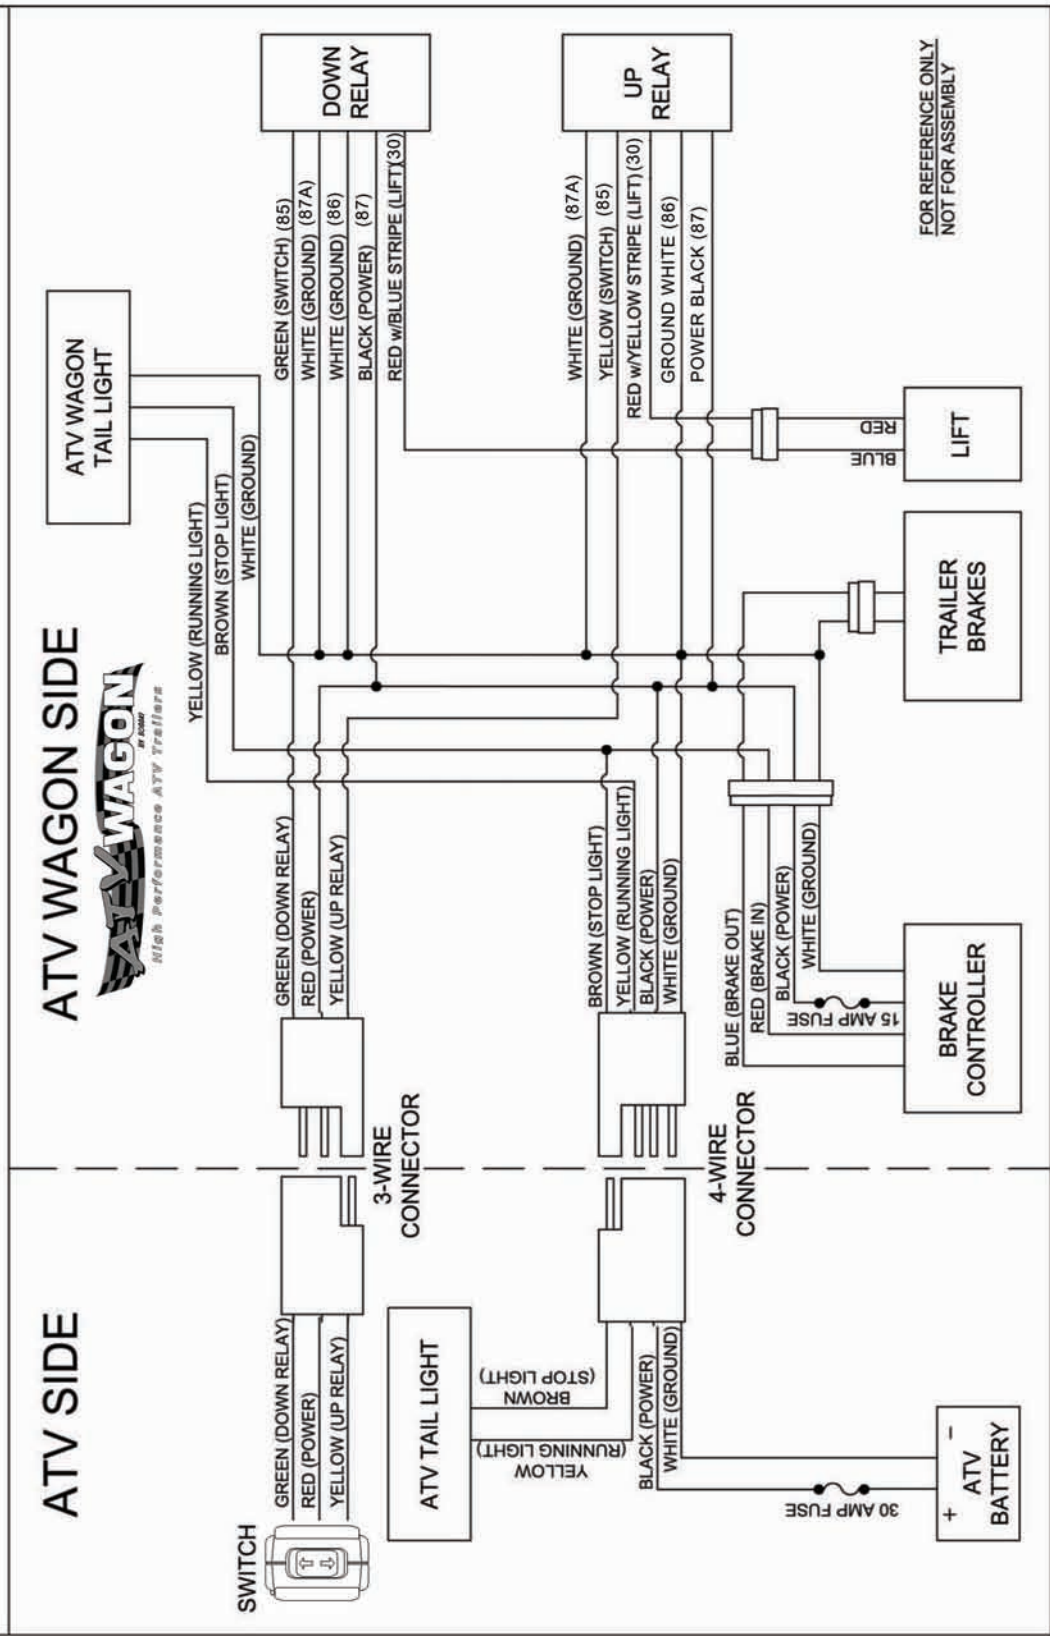 ATV SIDE
ATV WAGON SIDE
ATV WAGON
BY BOSSKI
High Performance ATV Trailers
ATV WAGON
TAIL LIGHT
YELLOW (RUNNING LIGHT)
BROWN (STOP LIGHT)
WHITE (GROUND)
SWITCH
GREEN (DOWN RELAY)
RED (POWER)
YELLOW (UP RELAY)
3-WIRE
CONNECTOR
GREEN (DOWN RELAY)
RED (POWER)
YELLOW (UP RELAY)
GREEN (SWITCH) (85)
WHITE (GROUND) (87A)
WHITE (GROUND) (86)
BLACK (POWER) (87)
RED w/BLUE STRIPE (LIFT)(30)
DOWN
RELAY
ATV TAIL LIGHT
BROWN
(STOP LIGHT)
YELLOW
(RUNNING LIGHT)
BLACK (POWER)
WHITE (GROUND)
4-WIRE
CONNECTOR
BROWN (STOP LIGHT)
YELLOW (RUNNING LIGHT)
BLACK (POWER)
WHITE (GROUND)
WHITE (GROUND) (87A)
YELLOW (SWITCH) (85)
RED w/YELLOW STRIPE (LIFT)(30)
GROUND WHITE (86)
POWER BLACK (87)
UP
RELAY
30 AMP FUSE
+ −
ATV
BATTERY
BLUE (BRAKE OUT)
RED (BRAKE IN)
BLACK (POWER)
WHITE (GROUND)
15 AMP FUSE
BRAKE
CONTROLLER
TRAILER
BRAKES
BLUE
RED
LIFT
FOR REFERENCE ONLY
NOT FOR ASSEMBLY